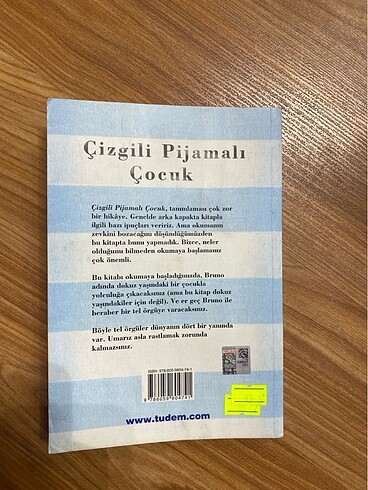 Çizgili Pijamalı
Çocuk
Çizgili Pijamalı Çocuk, tanımlaması çok zor
bir hikâye. Genelde arka kapakta kitapla
ilgili bazı ipuçları veririz. Ama okumanın
zevkini bozacağını düşündüğümüzden
bu kitapta bunu yapmadık. Bizce, neler
olduğunu bilmeden okumaya başlamanız
çok önemli.
Bu kitabı okumaya başladığınızda, Bruno
adında dokuz yaşındaki bir çocukla
yolculuğa çıkacaksınız (ama bu kitap dokuz
yaşındakiler için değil). Ve er geç Bruno ile
beraber bir tel örgüye varacaksınız.
Böyle tel örgüler dünyanın dört bir yanında
var. Umarız asla rastlamak zorunda
kalmazsınız.
www.tudem.com